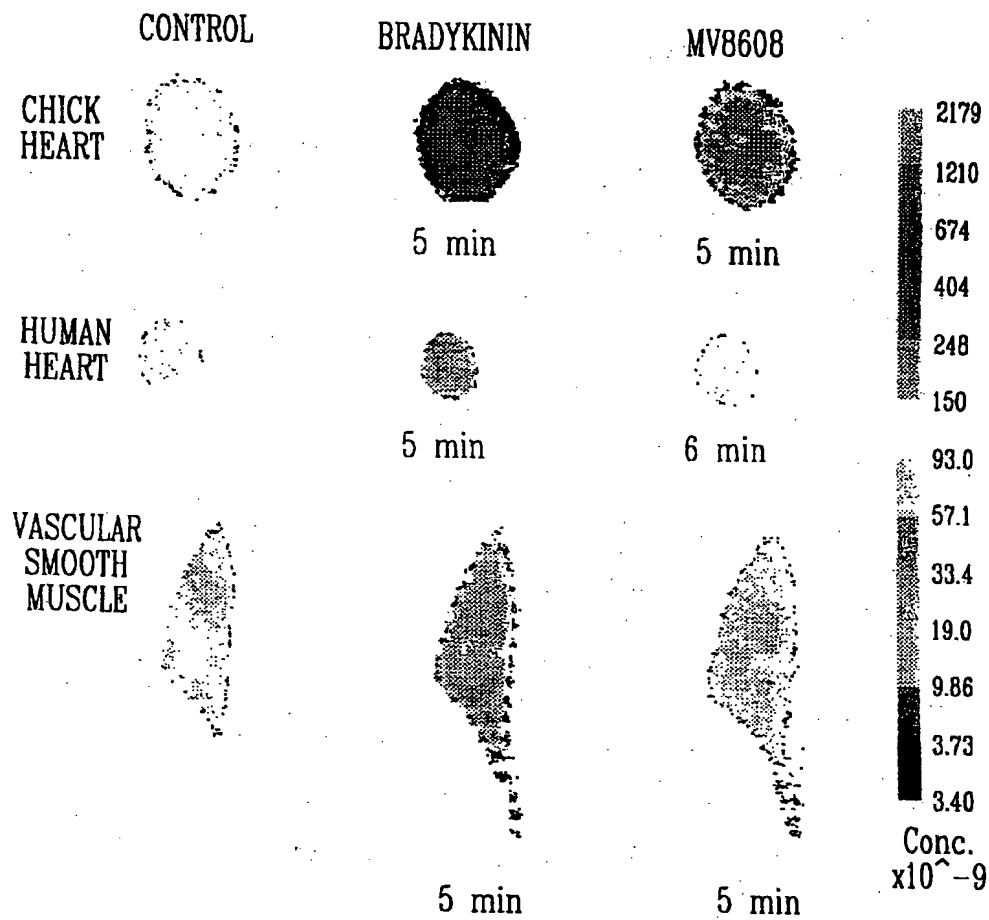 CONTROL
BRADYKININ
MV8608
CHICK
HEART
5 min
5 min
HUMAN
HEART
5 min
6 min
VASCULAR
SMOOTH
MUSCLE
5 min
5 min
2179
1210
674
404
248
150
93.0
57.1
33.4
19.0
9.86
3.73
3.40
Conc.
x10^-9